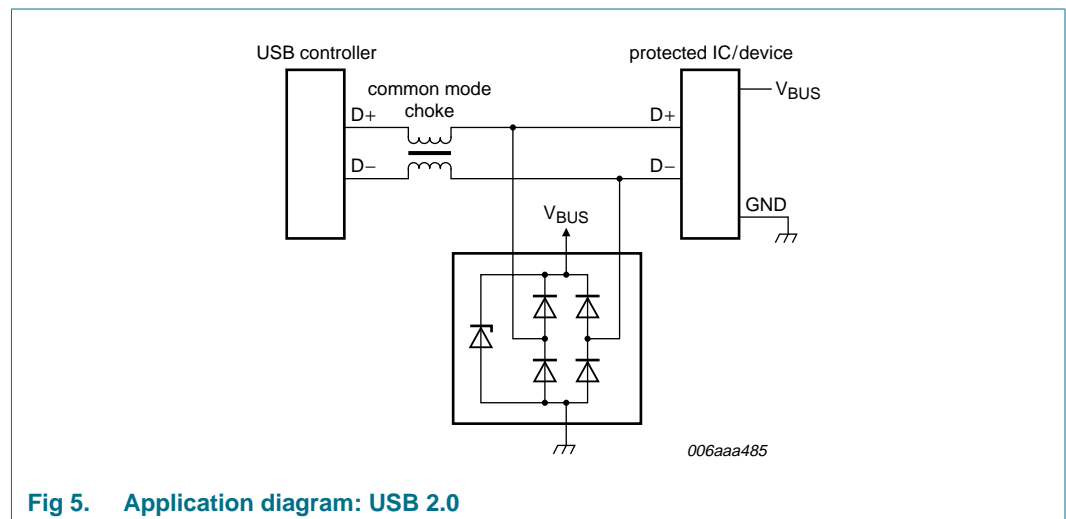 USB controller
protected IC/device
common mode
choke
VBUS
D+
D+
D−
D−
GND
VBUS
006aaa485
Fig 5. Application diagram: USB 2.0